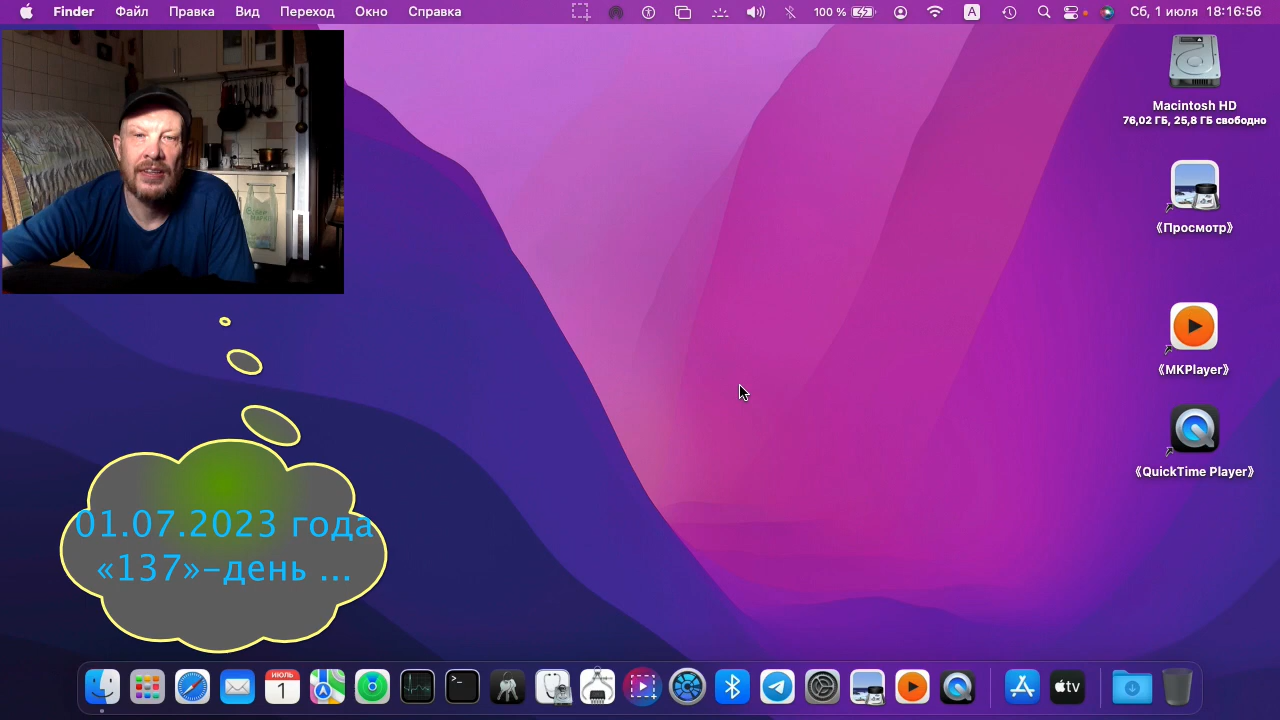 Finder Файл Правка Вид Переход Окно Справка 100 % A Сб, 1 июля 18:16:56
Macintosh HD
76,02 ГБ, 25,8 ГБ свободно
《Просмотр》
《MKPlayer》
《QuickTime Player》
01.07.2023 года
«137»-день ...
ИЮЛЬ
1
tv